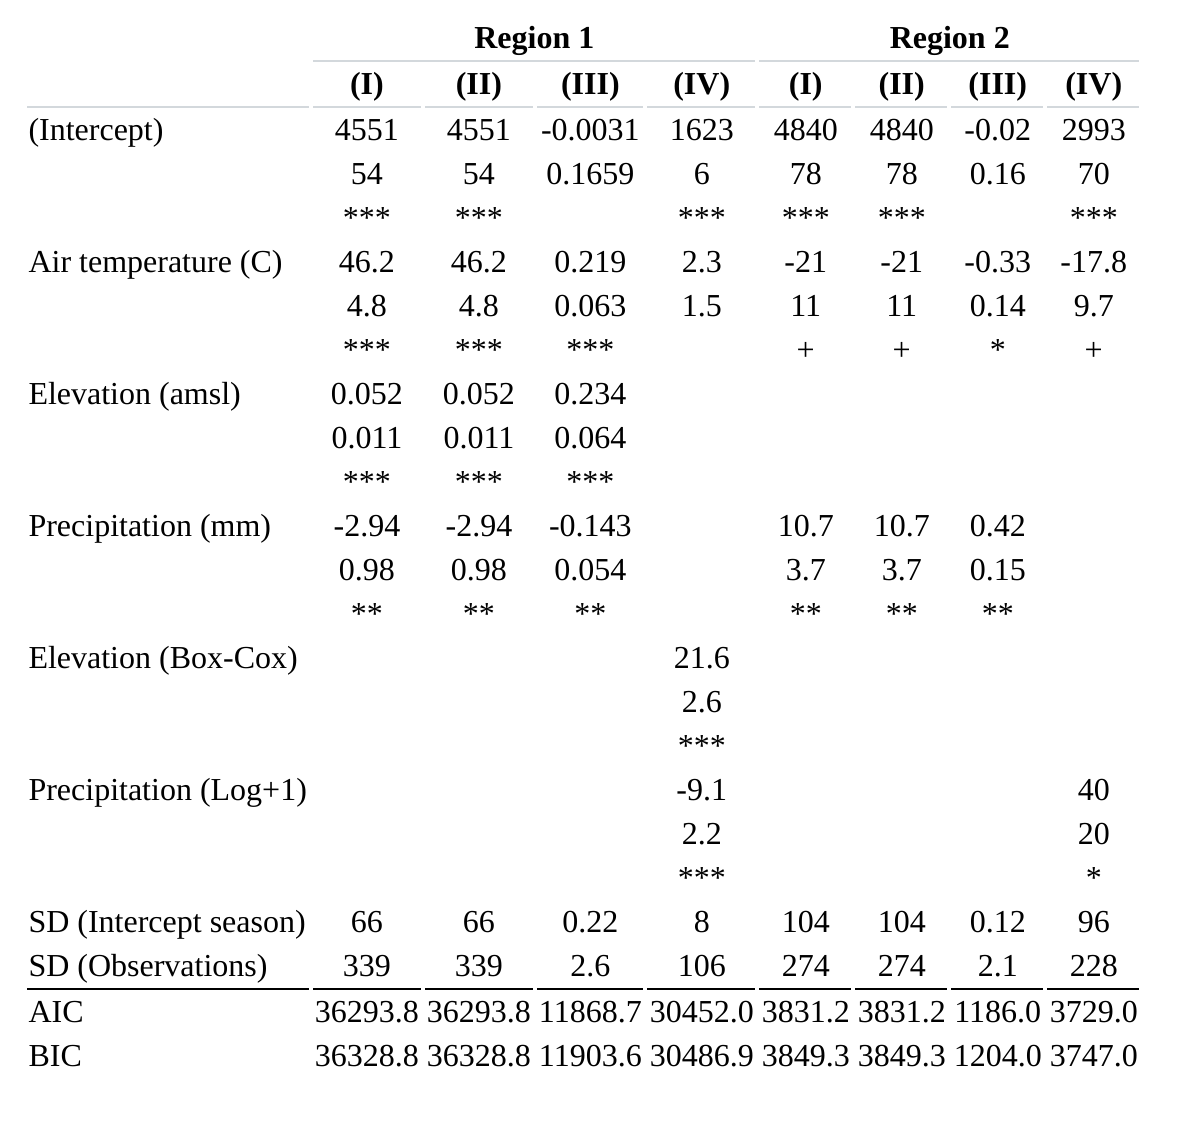 Region 1 Region 2
(I) (II) (III) (IV) (I) (II) (III) (IV)
(Intercept) 4551 4551 -0.0031 1623 4840 4840 -0.02 2993
54 54 0.1659 6 78 78 0.16 70
*** *** *** *** *** ***
Air temperature (C) 46.2 46.2 0.219 2.3 -21 -21 -0.33 -17.8
4.8 4.8 0.063 1.5 11 11 0.14 9.7
*** *** *** + + * +
Elevation (amsl) 0.052 0.052 0.234
0.011 0.011 0.064
*** *** ***
Precipitation (mm) -2.94 -2.94 -0.143 10.7 10.7 0.42
0.98 0.98 0.054 3.7 3.7 0.15
** ** ** ** ** **
Elevation (Box-Cox) 21.6
2.6
***
Precipitation (Log+1) -9.1 40
2.2 20
*** *
SD (Intercept season) 66 66 0.22 8 104 104 0.12 96
SD (Observations) 339 339 2.6 106 274 274 2.1 228
AIC 36293.8 36293.8 11868.7 30452.0 3831.2 3831.2 1186.0 3729.0
BIC 36328.8 36328.8 11903.6 30486.9 3849.3 3849.3 1204.0 3747.0